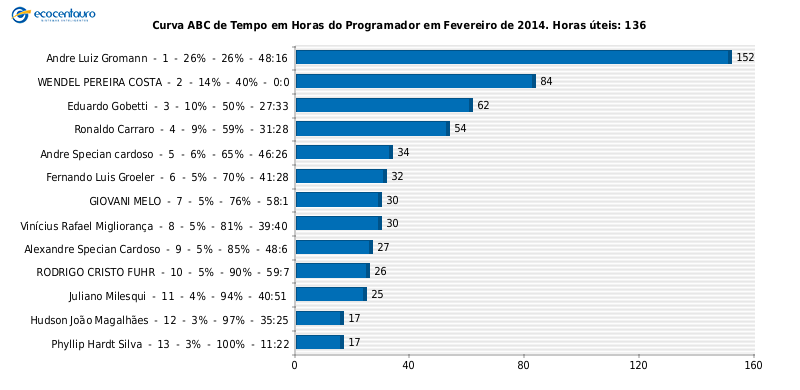 ecocentauro
Curva ABC de Tempo em Horas do Programador em Fevereiro de 2014. Horas úteis: 136
Andre Luiz Gromann - 1 - 26% - 26% - 48:16 152
WENDEL PEREIRA COSTA - 2 - 14% - 40% - 0:0 84
Eduardo Gobetti - 3 - 10% - 50% - 27:33 62
Ronaldo Carraro - 4 - 9% - 59% - 31:28 54
Andre Specian cardoso - 5 - 6% - 65% - 46:26 34
Fernando Luis Groeler - 6 - 5% - 70% - 41:28 32
GIOVANI MELO - 7 - 5% - 76% - 58:1 30
Vinícius Rafael Migliorança - 8 - 5% - 81% - 39:40 30
Alexandre Specian Cardoso - 9 - 5% - 85% - 48:6 27
RODRIGO CRISTO FUHR - 10 - 5% - 90% - 59:7 26
Juliano Milesqui - 11 - 4% - 94% - 40:51 25
Hudson João Magalhães - 12 - 3% - 97% - 35:25 17
Phyllip Hardt Silva - 13 - 3% - 100% - 11:22 17
0 40 80 120 160